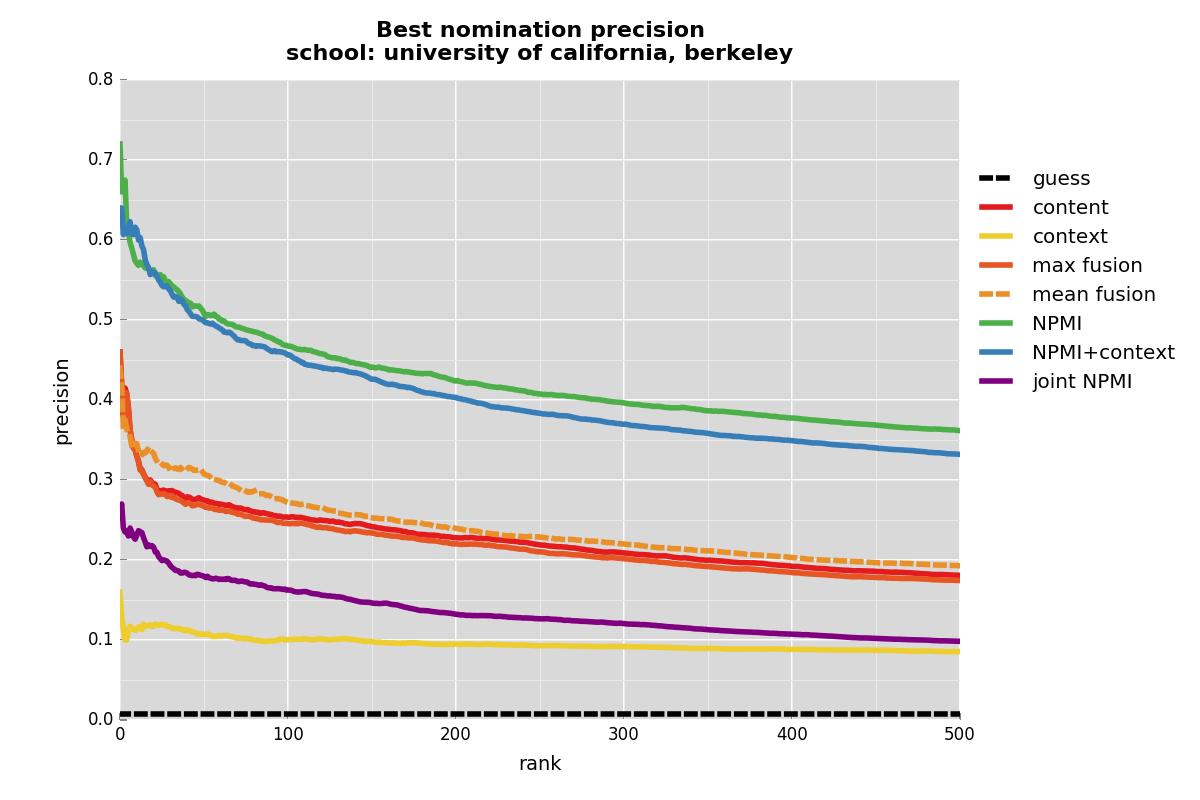 Best nomination precision
school: university of california, berkeley
precision
0.8
0.7
0.6
0.5
0.4
0.3
0.2
0.1
0.0
0 100 200 300 400 500
rank
guess
content
context
max fusion
mean fusion
NPMI
NPMI+context
joint NPMI